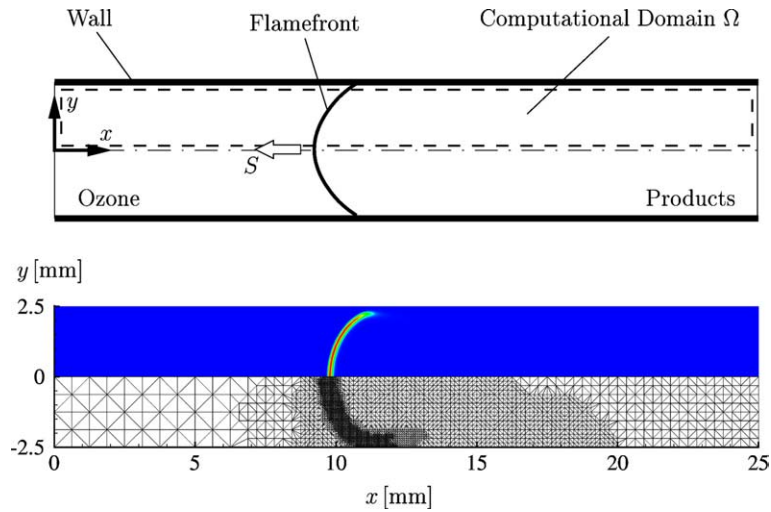 Wall
Flamefront
Computational Domain Ω
y
x
S
Ozone
Products
y [mm]
2.5
0
-2.5
0 5 10 15 20 25
x [mm]